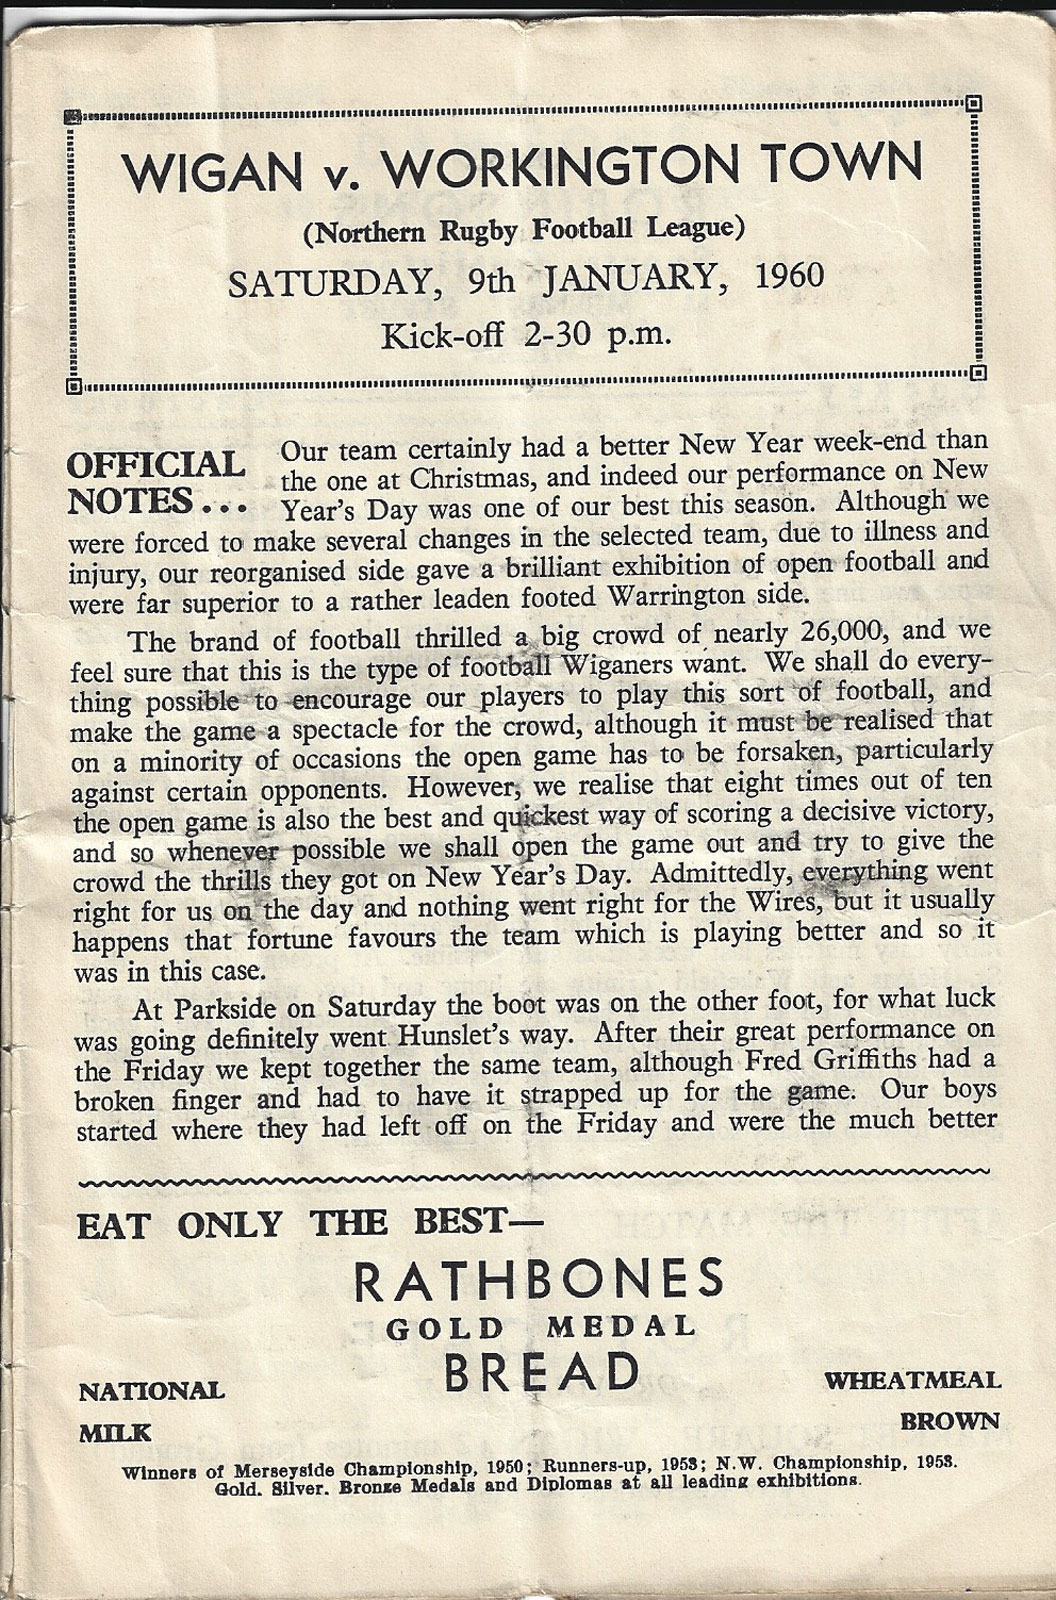 WIGAN v. WORKINGTON TOWN
(Northern Rugby Football League)
SATURDAY, 9th JANUARY, 1960
Kick-off 2-30 p.m.
OFFICIAL
NOTES...
Our team certainly had a better New Year week-end than
the one at Christmas, and indeed our performance on New
Year's Day was one of our best this season. Although we
were forced to make several changes in the selected team, due to illness and
injury, our reorganised side gave a brilliant exhibition of open football and
were far superior to a rather leaden footed Warrington side.
The brand of football thrilled a big crowd of nearly 26,000, and we
feel sure that this is the type of football Wiganers want. We shall do every-
thing possible to encourage our players to play this sort of football, and
make the game a spectacle for the crowd, although it must be realised that
on a minority of occasions the open game has to be forsaken, particularly
against certain opponents. However, we realise that eight times out of ten
the open game is also the best and quickest way of scoring a decisive victory,
and so whenever possible we shall open the game out and try to give the
crowd the thrills they got on New Year's Day. Admittedly, everything went
right for us on the day and nothing went right for the Wires, but it usually
happens that fortune favours the team which is playing better and so it
was in this case.
At Parkside on Saturday the boot was on the other foot, for what luck
was going definitely went Hunslet's way. After their great performance on
the Friday we kept together the same team, although Fred Griffiths had a
broken finger and had to have it strapped up for the game. Our boys
started where they had left off on the Friday and were the much better
EAT ONLY THE BEST—
RATHBONES
GOLD MEDAL
BREAD
NATIONAL
WHEATMEAL
MILK
BROWN
Winners of Merseyside Championship, 1950; Runners-up, 1953; N.W. Championship, 1953.
Gold, Silver, Bronze Medals and Diplomas at all leading exhibitions.